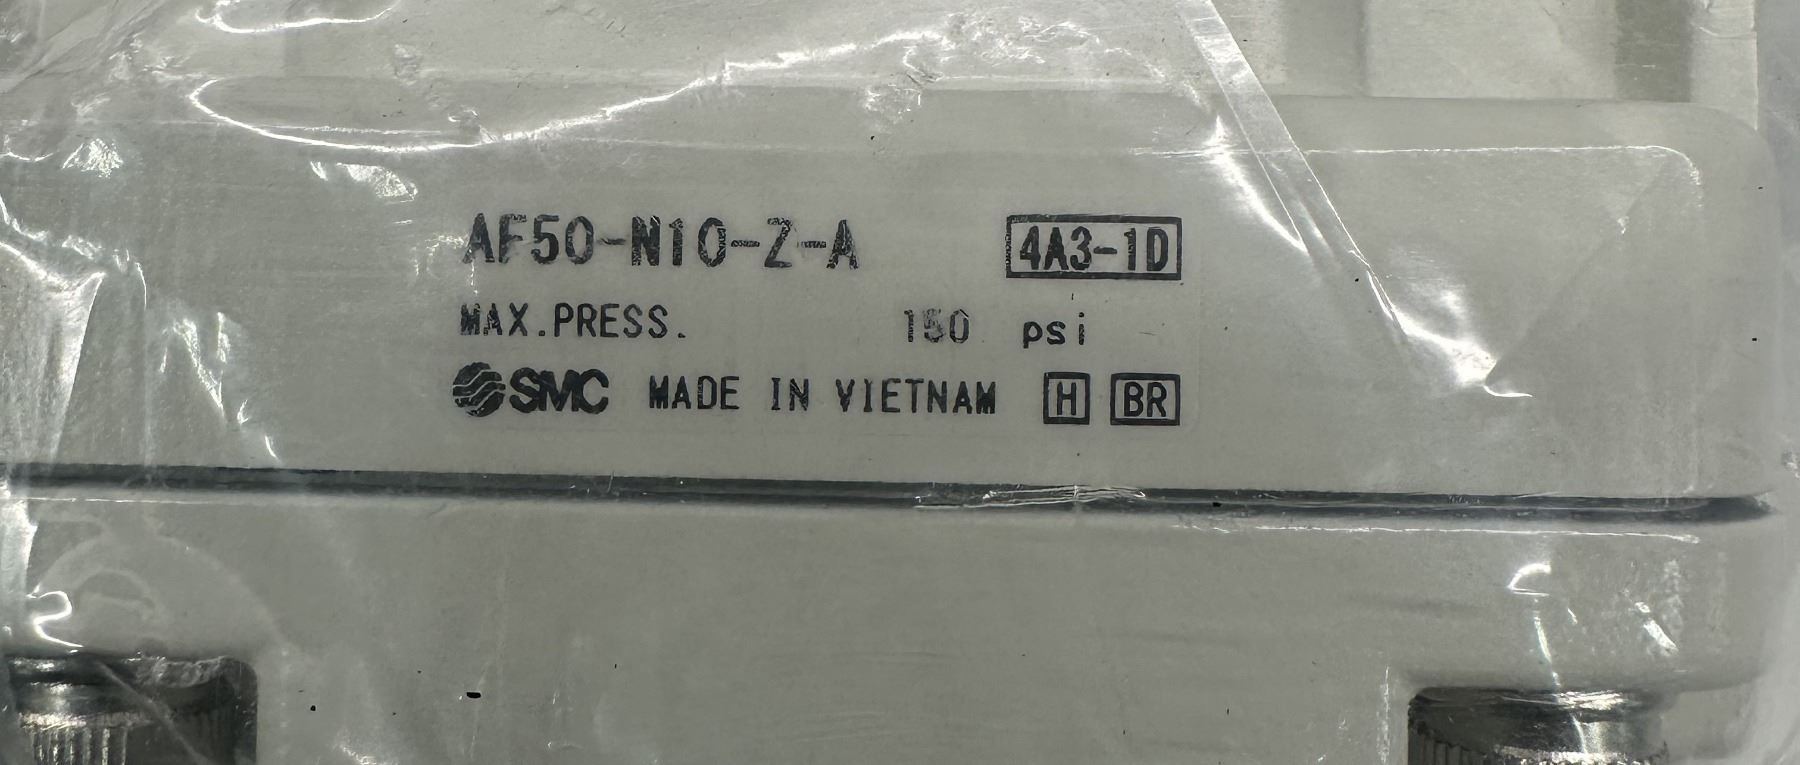 AF50-N10-Z-A 4A3-1D
MAX.PRESS. 150 psi
SMC MADE IN VIETNAM H BR